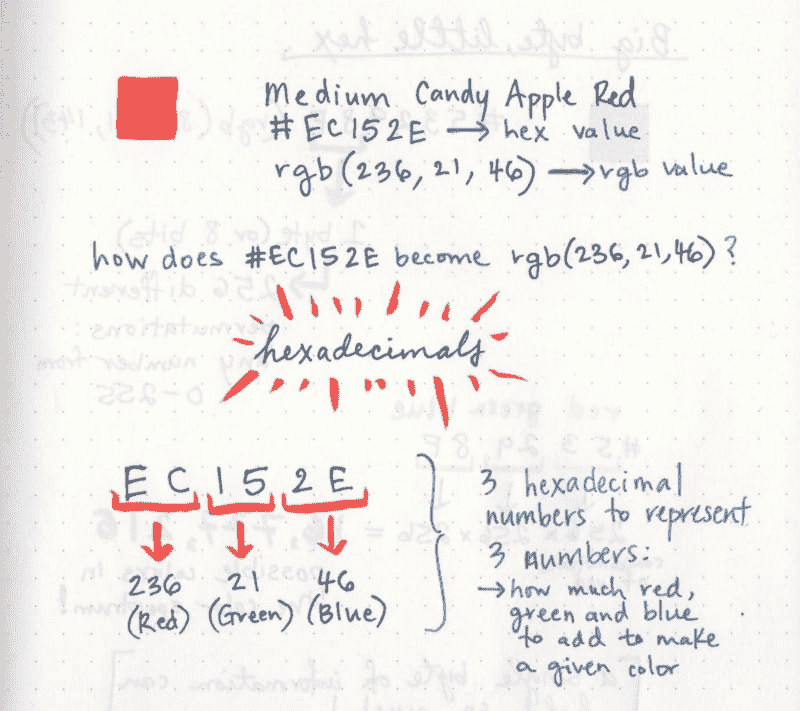 Medium Candy Apple Red
#EC152E → hex value
rgb(236, 21, 46) → rgb value
how does #EC152E become rgb(236,21,46)?
hexadecimals
EC 15 2E
236 21 46
(Red) (Green) (Blue)
3 hexadecimal
numbers to represent
3 numbers:
→ how much red,
green and blue
to add to make
a given color